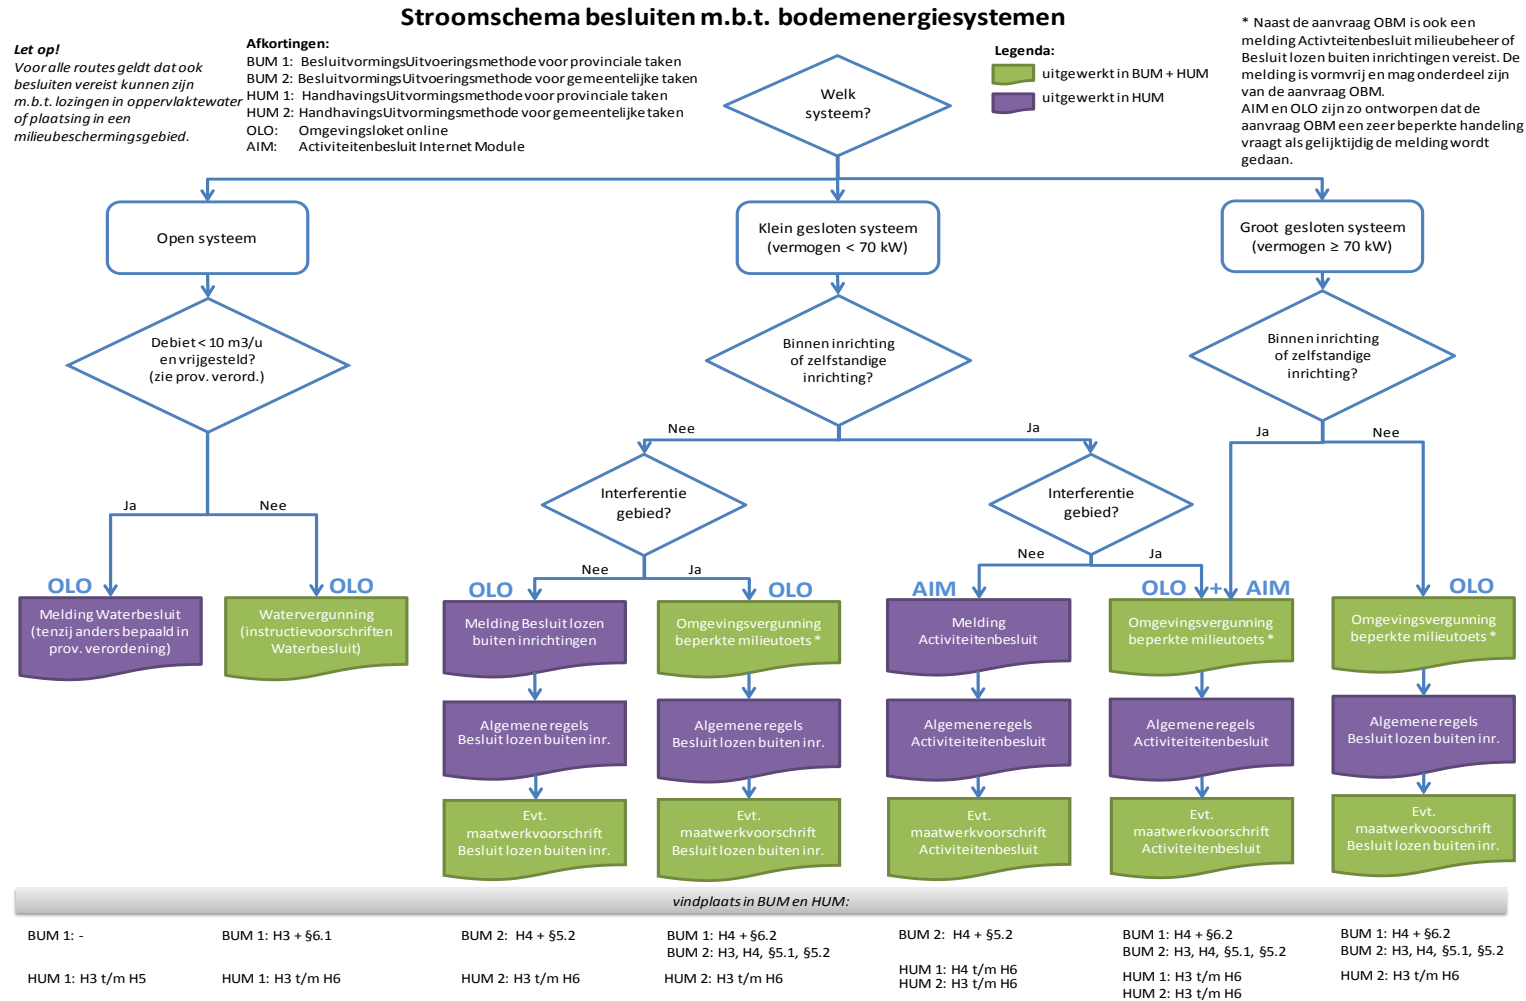 Stroomschema besluiten m.b.t. bodemenergiesystemen
Let op!
Voor alle routes geldt dat ook
besluiten vereist kunnen zijn
m.b.t. lozingen in oppervlaktewater
of plaatsing in een
milieubeschermingsgebied.
Afkortingen:
BUM 1: BesluitvormingsUitvoeringsmethode voor provinciale taken
BUM 2: BesluitvormingsUitvoeringsmethode voor gemeentelijke taken
HUM 1: HandhavingsUitvormingsmethode voor provinciale taken
HUM 2: HandhavingsUitvormingsmethode voor gemeentelijke taken
OLO: Omgevingsloket online
AIM: Activiteitenbesluit Internet Module
Legenda:
uitgewerkt in BUM + HUM
uitgewerkt in HUM
* Naast de aanvraag OBM is ook een
melding Activteitenbesluit milieubeheer of
Besluit lozen buiten inrichtingen vereist. De
melding is vormvrij en mag onderdeel zijn
van de aanvraag OBM.
AIM en OLO zijn zo ontworpen dat de
aanvraag OBM een zeer beperkte handeling
vraagt als gelijktijdig de melding wordt
gedaan.
Welk
systeem?
Open systeem
Klein gesloten systeem
(vermogen < 70 kW)
Groot gesloten systeem
(vermogen ≥ 70 kW)
Debiet < 10 m3/u
en vrijgesteld?
(zie prov. verord.)
Binnen inrichting
of zelfstandige
inrichting?
Binnen inrichting
of zelfstandige
inrichting?
Nee
Ja
Ja
Nee
Interferentie
gebied?
Interferentie
gebied?
Ja
Nee
Nee
Ja
Nee
Ja
OLO
OLO
OLO
OLO
AIM
OLO + AIM
OLO
Melding Waterbesluit
(tenzij anders bepaald in
prov. verordening)
Watervergunning
(instructievoorschriften
Waterbesluit)
Melding Besluit lozen
buiten inrichtingen
Omgevingsvergunning
beperkte milieutoets *
Melding
Activiteitenbesluit
Omgevingsvergunning
beperkte milieutoets *
Omgevingsvergunning
beperkte milieutoets *
Algemene regels
Besluit lozen buiten inr.
Algemene regels
Besluit lozen buiten inr.
Algemene regels
Activiteiteitenbesluit
Algemene regels
Activiteiteitenbesluit
Algemene regels
Besluit lozen buiten inr.
Evt.
maatwerkvoorschrift
Besluit lozen buiten inr.
Evt.
maatwerkvoorschrift
Besluit lozen buiten inr.
Evt.
maatwerkvoorschrift
Activiteitenbesluit
Evt.
maatwerkvoorschrift
Activiteitenbesluit
Evt.
maatwerkvoorschrift
Besluit lozen buiten inr.
vindplaats in BUM en HUM:
BUM 1: -
HUM 1: H3 t/m H5
BUM 1: H3 + §6.1
HUM 1: H3 t/m H6
BUM 2: H4 + §5.2
HUM 2: H3 t/m H6
BUM 1: H4 + §6.2
BUM 2: H3, H4, §5.1, §5.2
HUM 2: H3 t/m H6
BUM 2: H4 + §5.2
HUM 1: H4 t/m H6
HUM 2: H3 t/m H6
BUM 1: H4 + §6.2
BUM 2: H3, H4, §5.1, §5.2
HUM 1: H3 t/m H6
HUM 2: H3 t/m H6
BUM 1: H4 + §6.2
BUM 2: H3, H4, §5.1, §5.2
HUM 2: H3 t/m H6